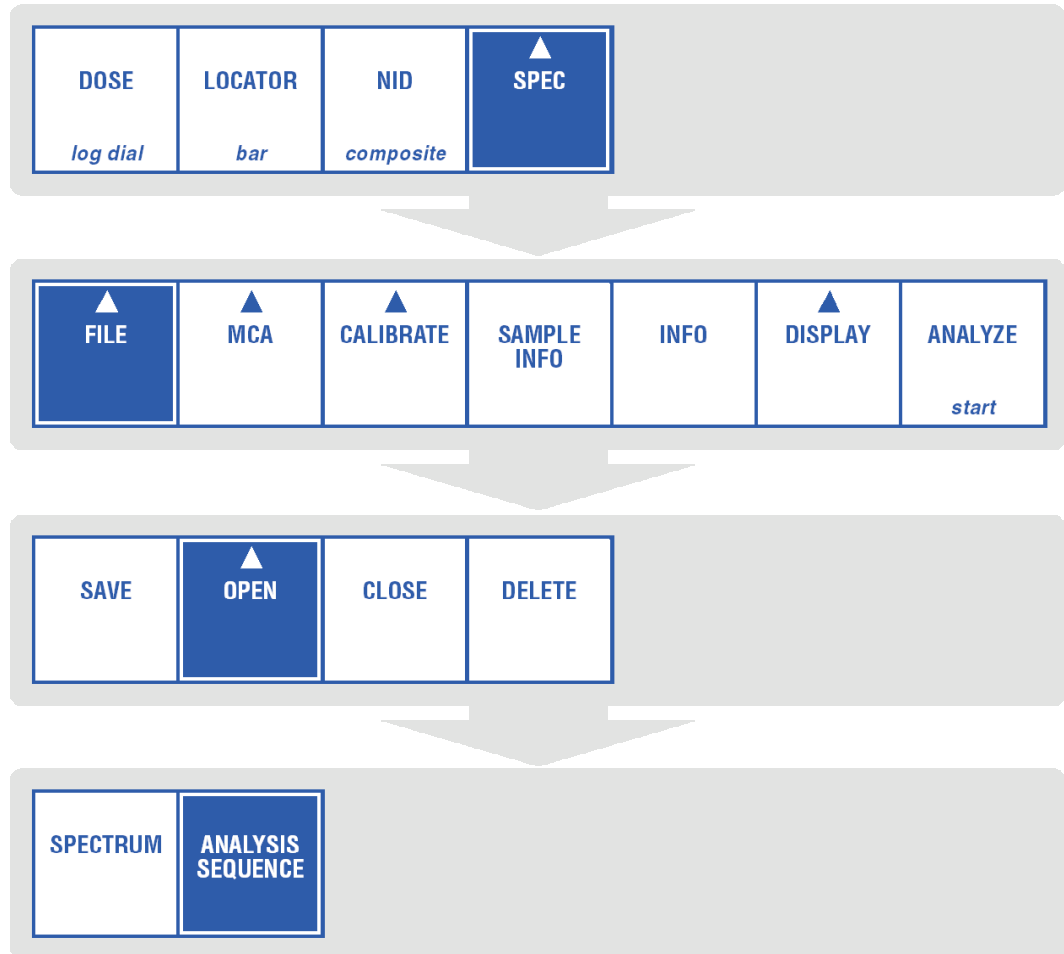 DOSE LOCATOR NID SPEC
log dial bar composite
FILE MCA CALIBRATE SAMPLE INFO DISPLAY ANALYZE
INFO
start
SAVE OPEN CLOSE DELETE
SPECTRUM ANALYSIS
SEQUENCE